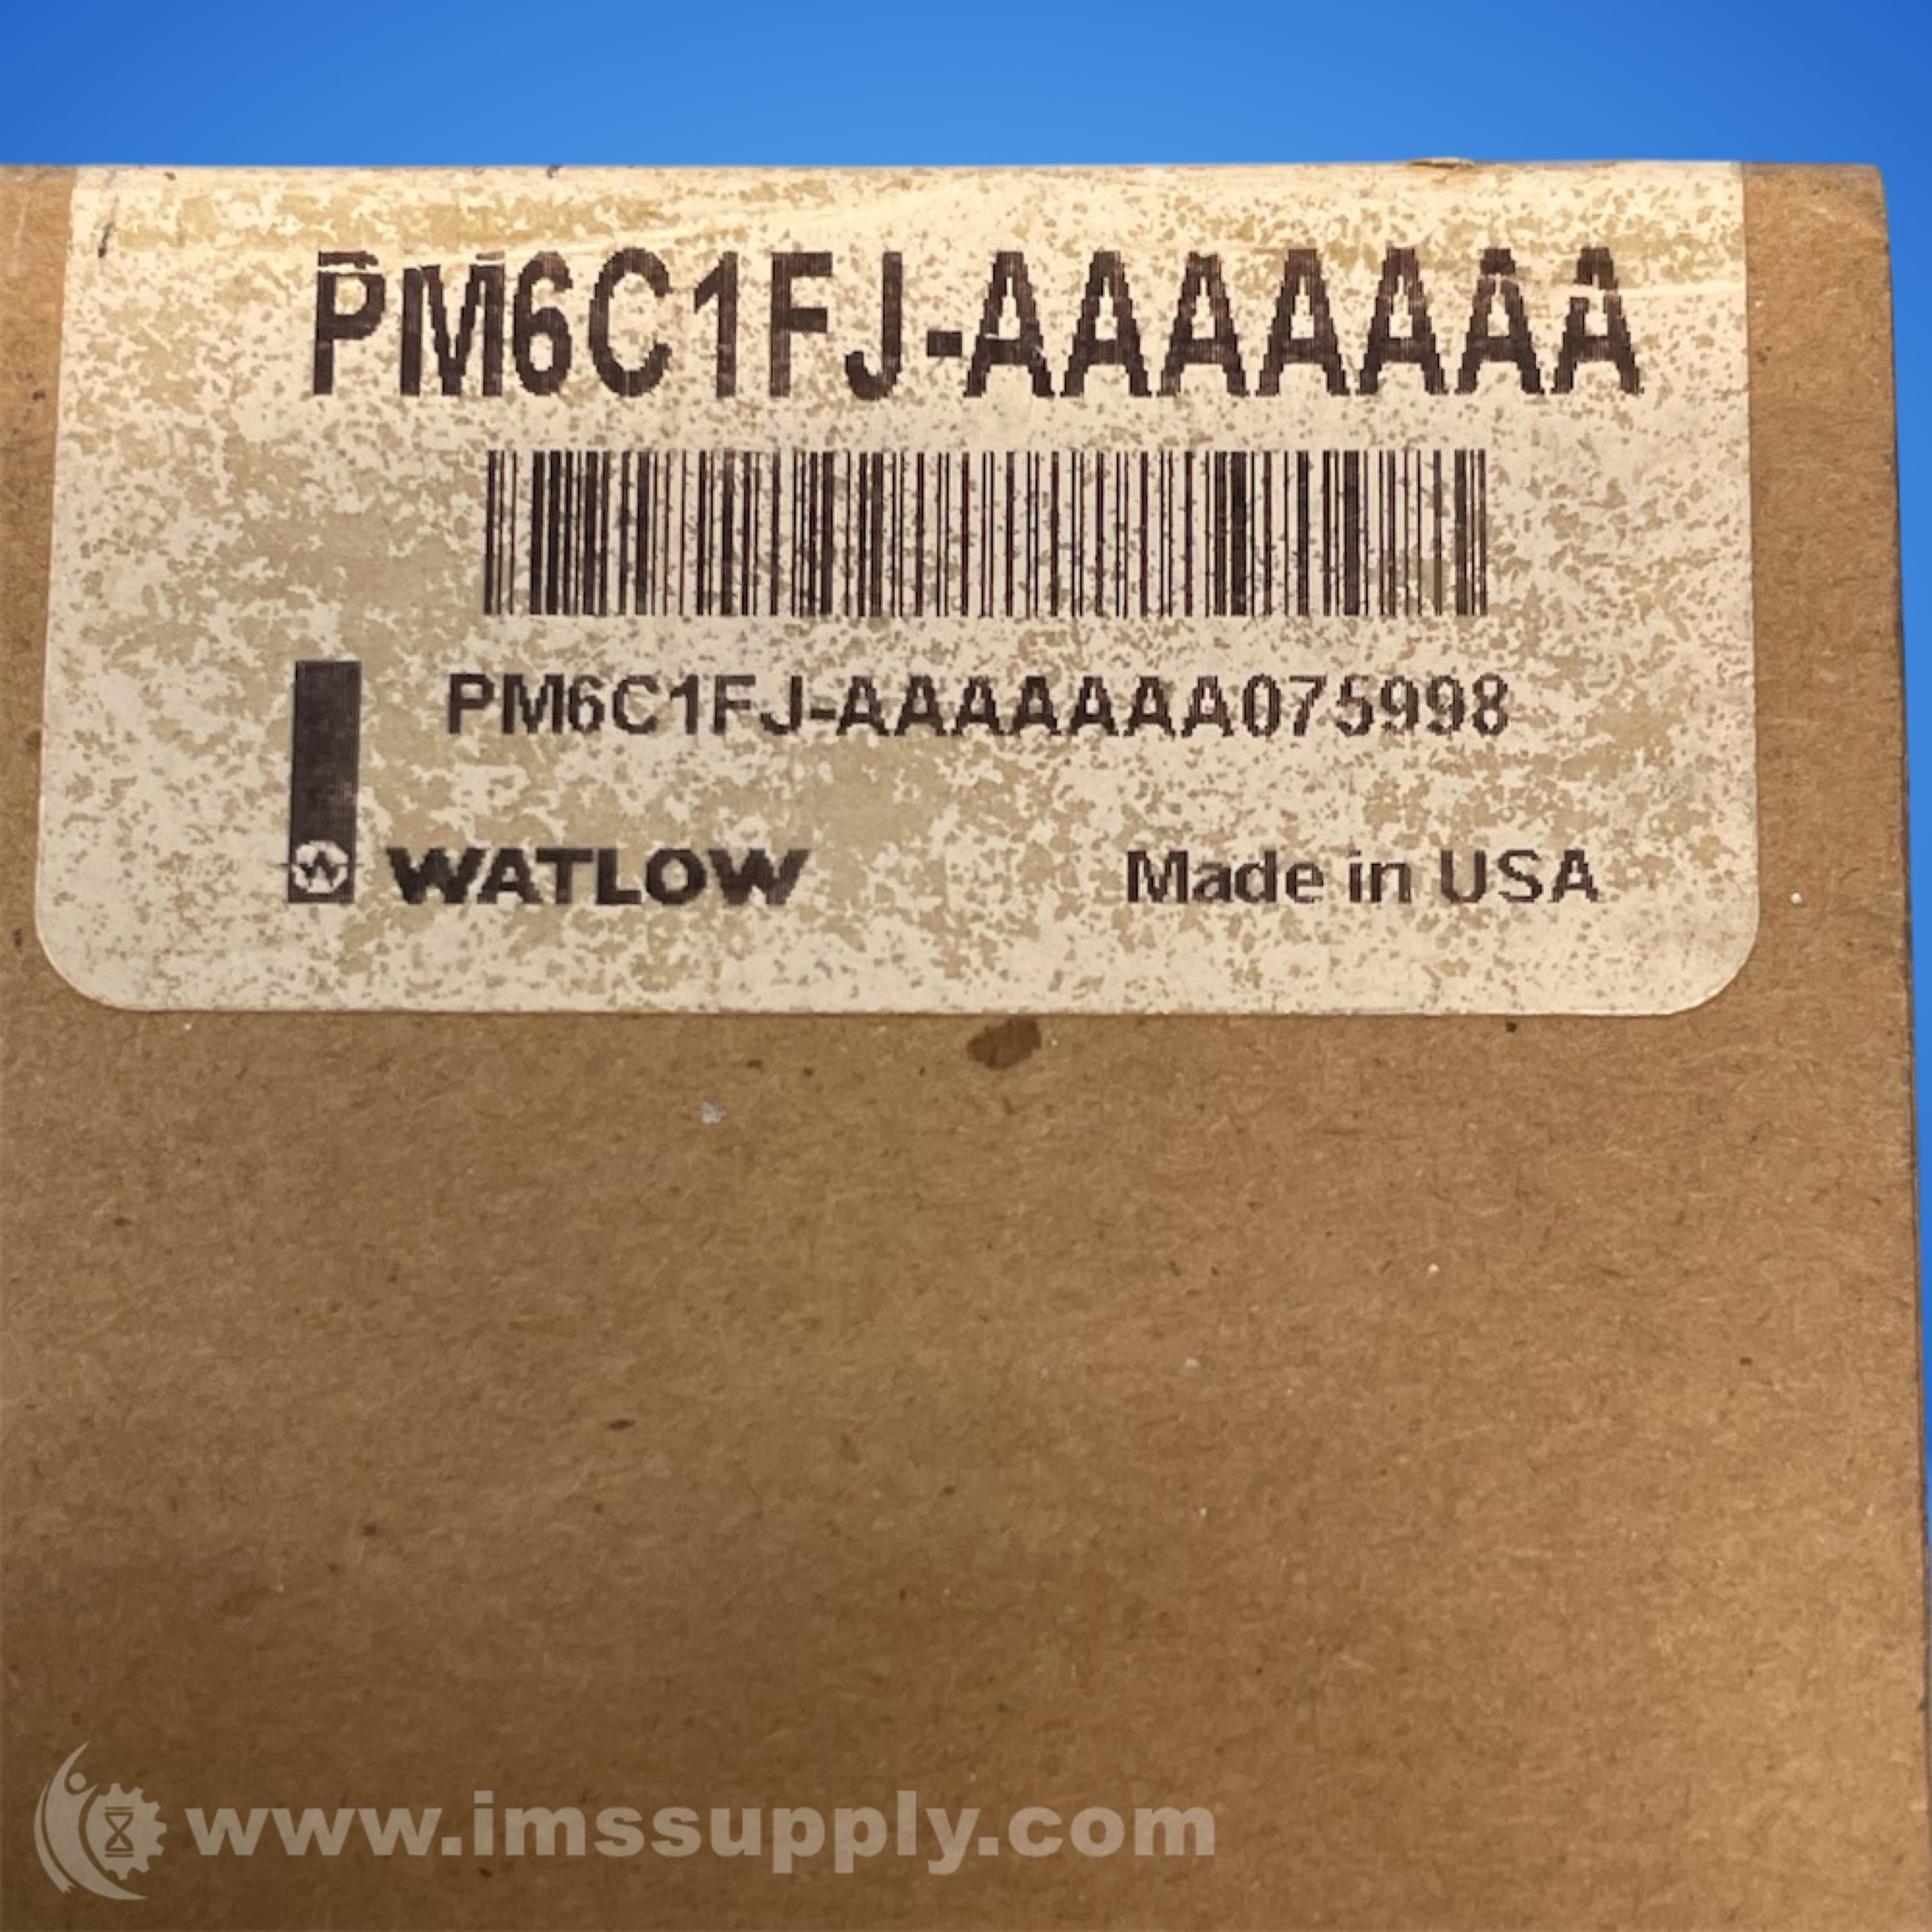 PM6C1FJ-AAAAAAA
PM6C1FJ-AAAAAAA075998
W WATLOW
Made in USA
www.imssupply.com